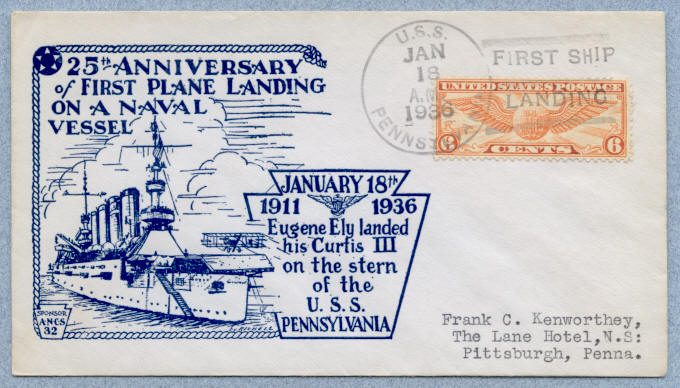 25th ANNIVERSARY
of FIRST PLANE LANDING
ON A NAVAL
VESSEL
JANUARY 18th
1911 1936
Eugene Ely landed
his Curtis III
on the stern
of the
U.S.S.
PENNSYLVANIA
SPONSOR
A.N.C.S.
32
U.S.S.
JAN
18
A.M.
1936
FIRST SHIP
LANDING
UNITED STATES POSTAGE
6 6
CENTS
Frank C. Kenworthey,
The Lane Hotel,N.S:
Pittsburgh, Penna.